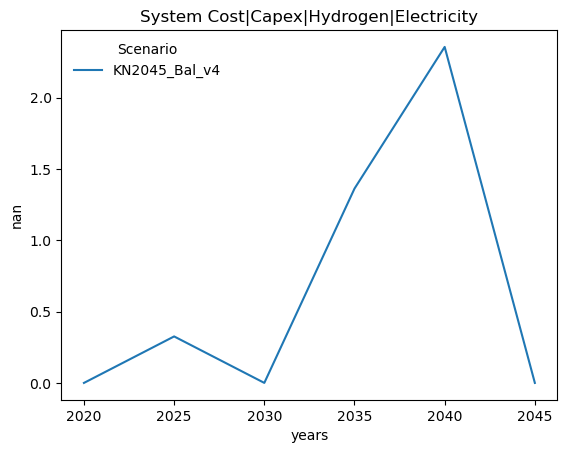 System Cost|Capex|Hydrogen|Electricity
Scenario
KN2045_Bal_v4
2.0
1.5
1.0
0.5
0.0
nan
2020 2025 2030 2035 2040 2045
years